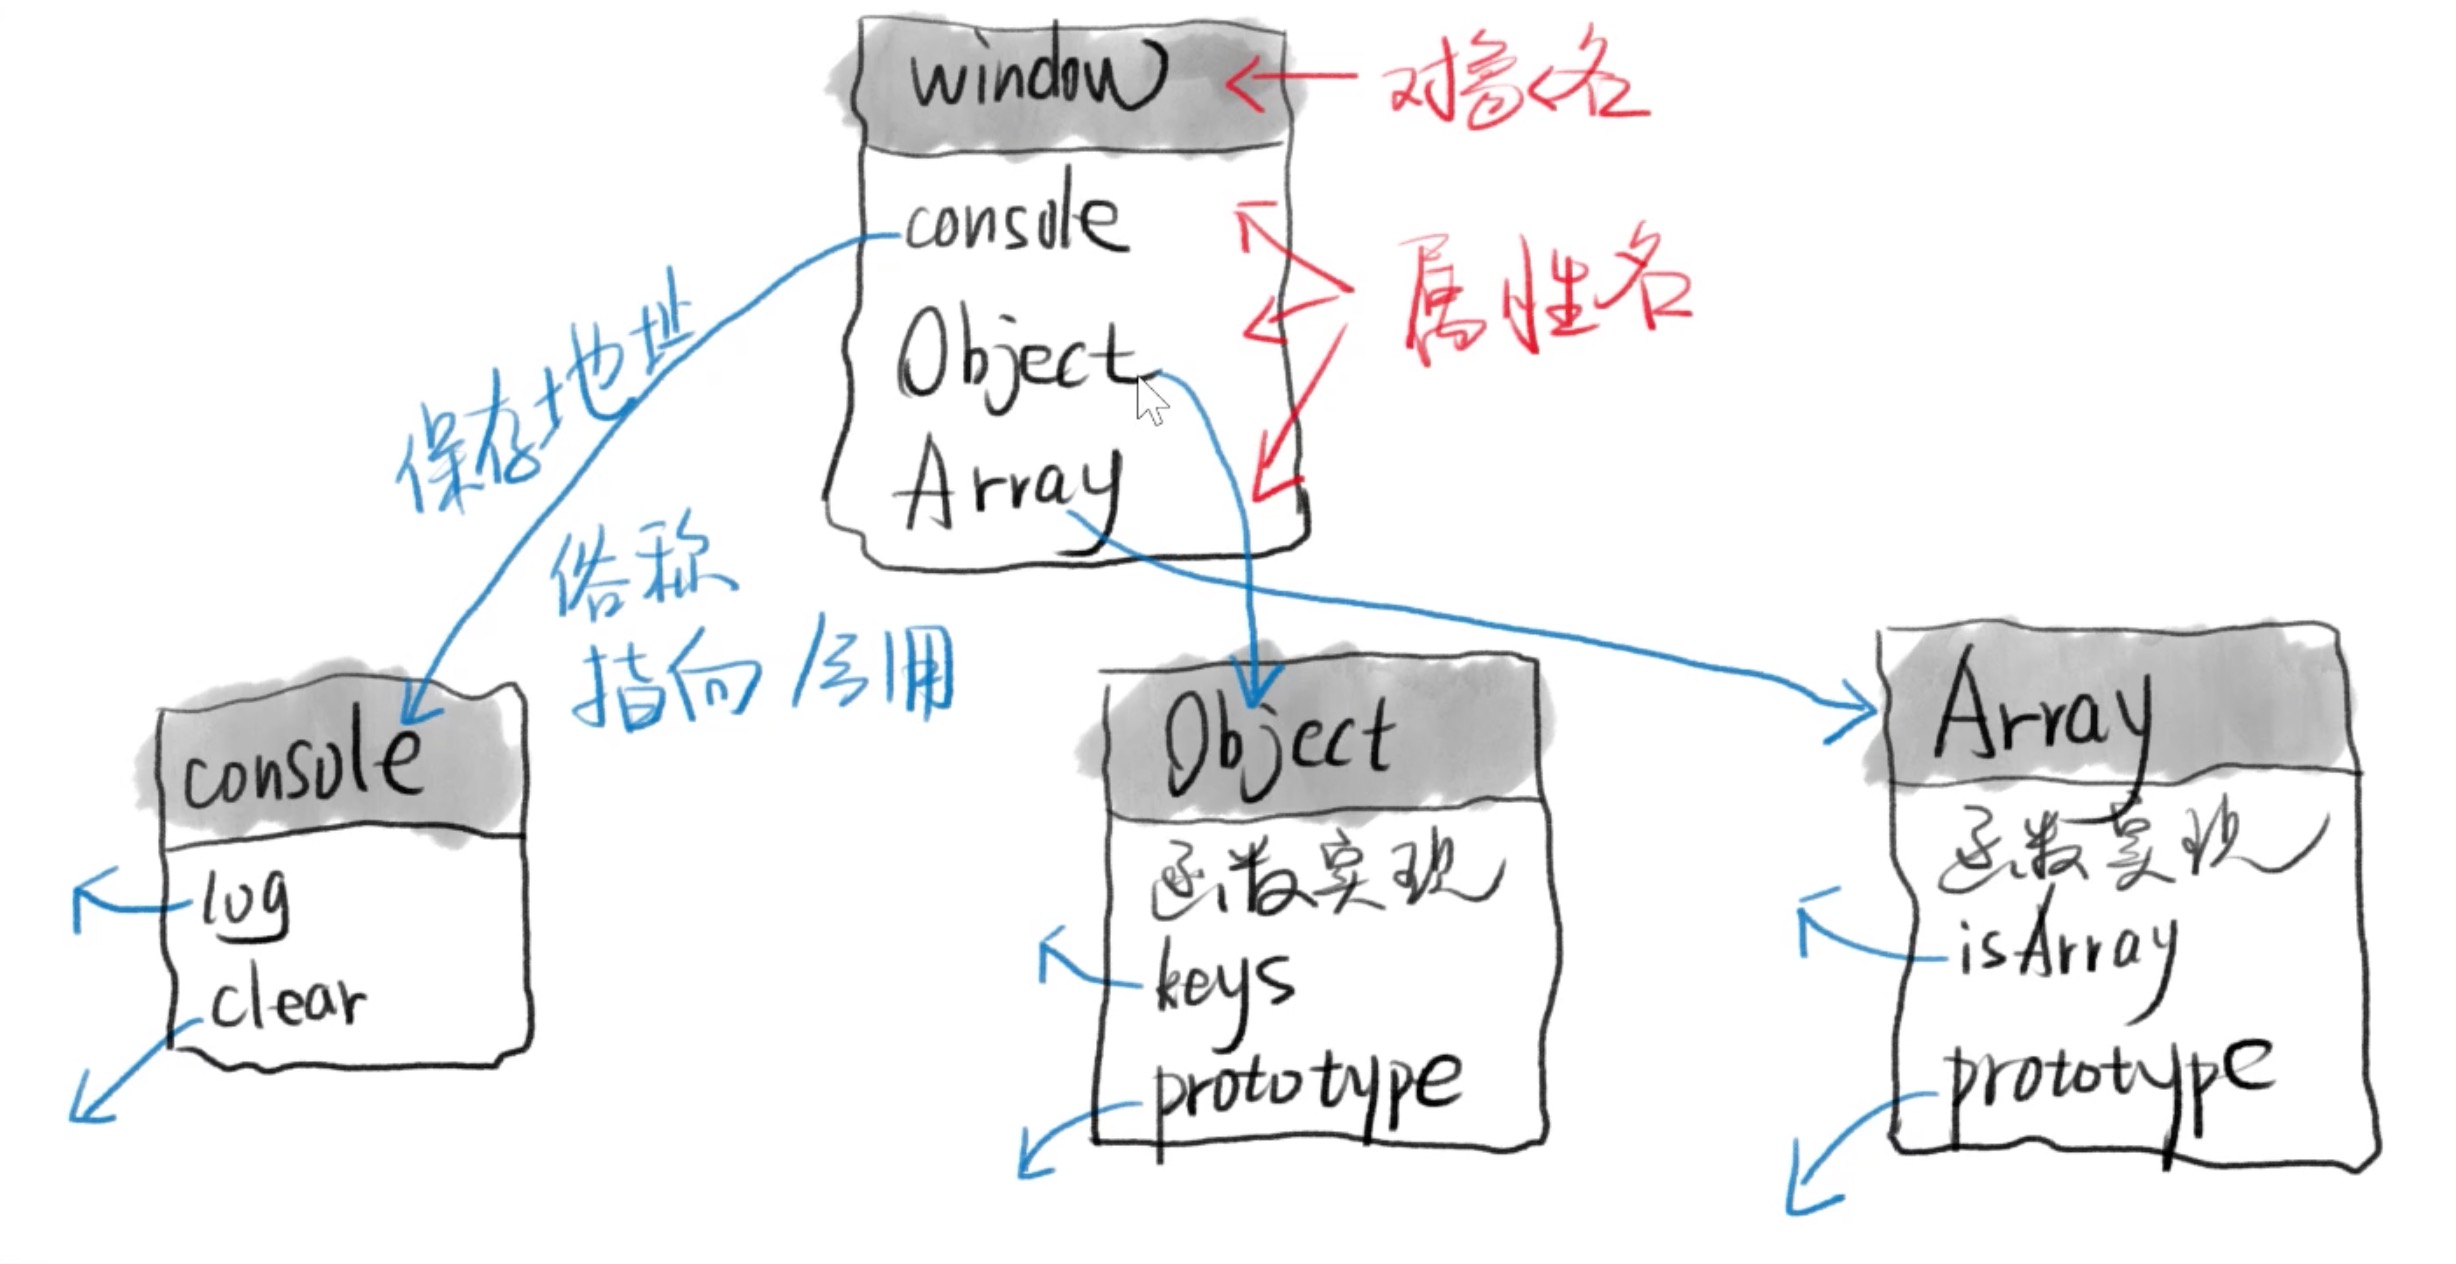 window
对象名
console
属性名
Object
Array
保存地址
俗称
指向 引用
console
log
clear
Object
函数实现
keys
prototype
Array
函数实现
isArray
prototype